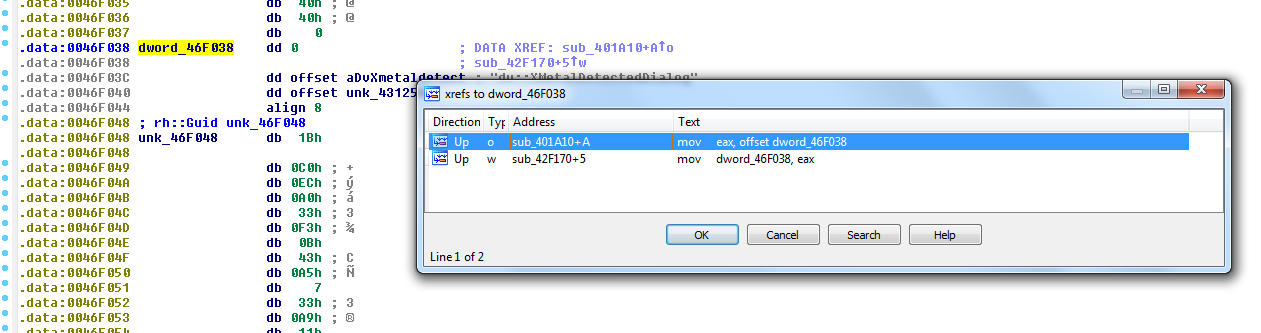 .data:0046F035 db 40h ; @
.data:0046F036 db 40h ; @
.data:0046F037 db 0
.data:0046F038 dword_46F038 dd 0 ; DATA XREF: sub_401A10+A↑o
.data:0046F038 ; sub_42F170+5↑w
.data:0046F03C dd offset aDvXmetaldetect ; "dv::XMetalDetectedDialog"
.data:0046F040 dd offset unk_43125
.data:0046F044 align 8
.data:0046F048 ; rh::Guid unk_46F048
.data:0046F048 unk_46F048 db 1Bh
.data:0046F048
.data:0046F049 db 0C0h ; +
.data:0046F04A db 0ECh ; ý
.data:0046F04B db 0A0h ; á
.data:0046F04C db 33h ; 3
.data:0046F04D db 0F3h ; ¾
.data:0046F04E db 0Bh
.data:0046F04F db 43h ; C
.data:0046F050 db 0A5h ; Ñ
.data:0046F051 db 7
.data:0046F052 db 33h ; 3
.data:0046F053 db 0A9h ; ®
.data:0046F054 db 11h
xrefs to dword_46F038
Direction Typ Address Text
Up o sub_401A10+A mov eax, offset dword_46F038
Up w sub_42F170+5 mov dword_46F038, eax
OK Cancel Search Help
Line 1 of 2